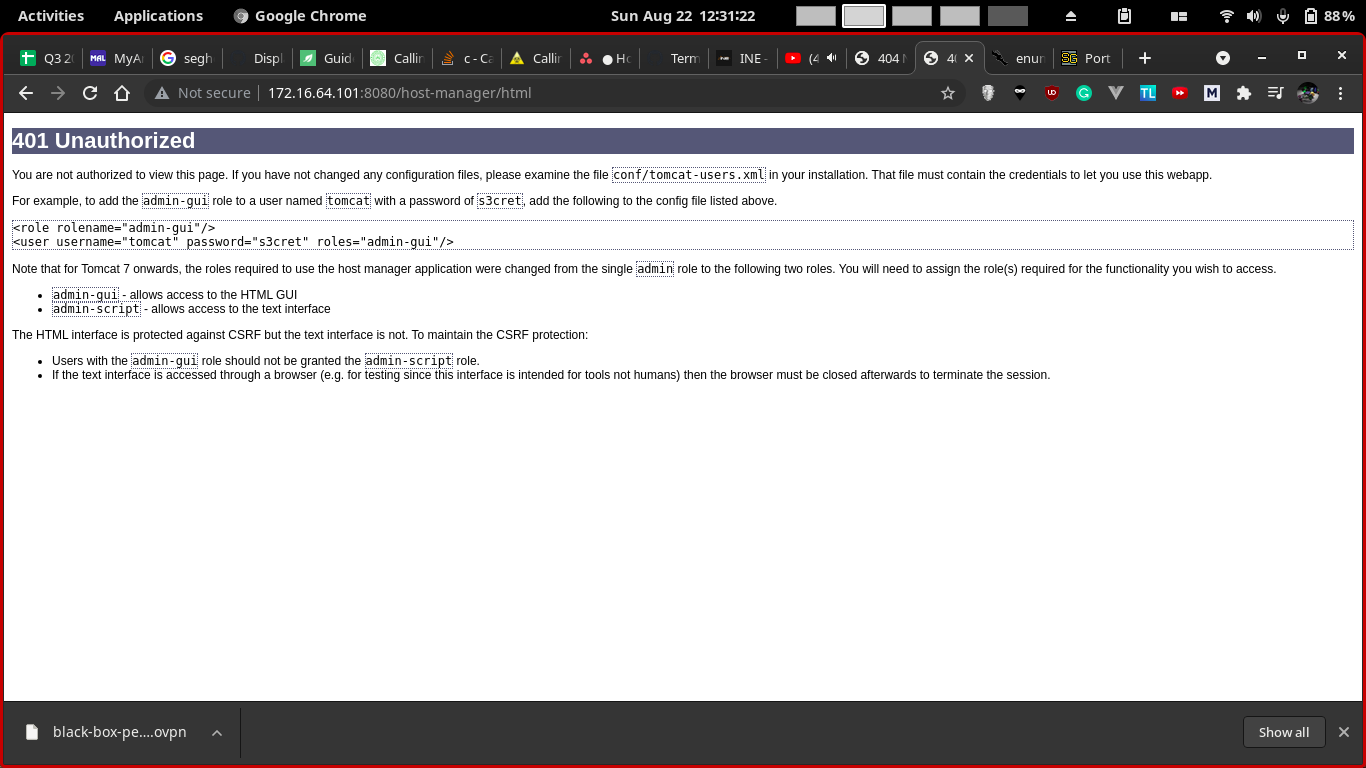 Activities Applications Google Chrome Sun Aug 22 12:31:22 88 %
Q3 20 MyA segh Displ Guid Callin c - Ca Callin Ho Term INE - (4 404 N 40 enur Port
Not secure 172.16.64.101:8080/host-manager/html
401 Unauthorized
You are not authorized to view this page. If you have not changed any configuration files, please examine the file conf/tomcat-users.xml in your installation. That file must contain the credentials to let you use this webapp.
For example, to add the admin-gui role to a user named tomcat with a password of s3cret, add the following to the config file listed above.
<role rolename="admin-gui"/>
<user username="tomcat" password="s3cret" roles="admin-gui"/>
Note that for Tomcat 7 onwards, the roles required to use the host manager application were changed from the single admin role to the following two roles. You will need to assign the role(s) required for the functionality you wish to access.
• admin-gui - allows access to the HTML GUI
• admin-script - allows access to the text interface
The HTML interface is protected against CSRF but the text interface is not. To maintain the CSRF protection:
• Users with the admin-gui role should not be granted the admin-script role.
• If the text interface is accessed through a browser (e.g. for testing since this interface is intended for tools not humans) then the browser must be closed afterwards to terminate the session.
black-box-pe....ovpn Show all